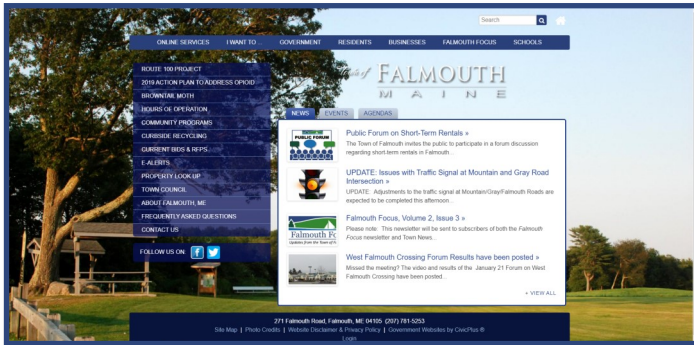 Search
ONLINE SERVICES I WANT TO ... GOVERNMENT RESIDENTS BUSINESSES FALMOUTH FOCUS SCHOOLS
ROUTE 100 PROJECT
2019 ACTION PLAN TO ADDRESS OPIOID
BROWNTAIL MOTH
HOURS OF OPERATION
COMMUNITY PROGRAMS
CURBSIDE RECYCLING
CURRENT BIDS & RFPS
E-ALERTS
PROPERTY LOOK UP
TOWN COUNCIL
ABOUT FALMOUTH, ME
FREQUENTLY ASKED QUESTIONS
CONTACT US
FOLLOW US ON:
Town of FALMOUTH
MAINE
NEWS EVENTS AGENDAS
PUBLIC FORUM
Public Forum on Short-Term Rentals »
The Town of Falmouth invites the public to participate in a forum discussion
regarding short-term rentals in Falmouth...
UPDATE: Issues with Traffic Signal at Mountain and Gray Road
Intersection »
UPDATE: Adjustments to the traffic signal at Mountain/Gray/Falmouth Roads are
expected to be completed this afternoon...
Falmouth Fo
Updates from the Town of
Falmouth Focus, Volume 2, Issue 3 »
Please note: This newsletter will be sent to subscribers of both the Falmouth
Focus newsletter and Town News...
West Falmouth Crossing Forum Results have been posted »
Missed the meeting? The video and results of the January 21 Forum on West
Falmouth Crossing have been posted...
+ VIEW ALL
271 Falmouth Road, Falmouth, ME 04105 (207) 781-5253
Site Map | Photo Credits | Website Disclaimer & Privacy Policy | Government Websites by CivicPlus ®
Login